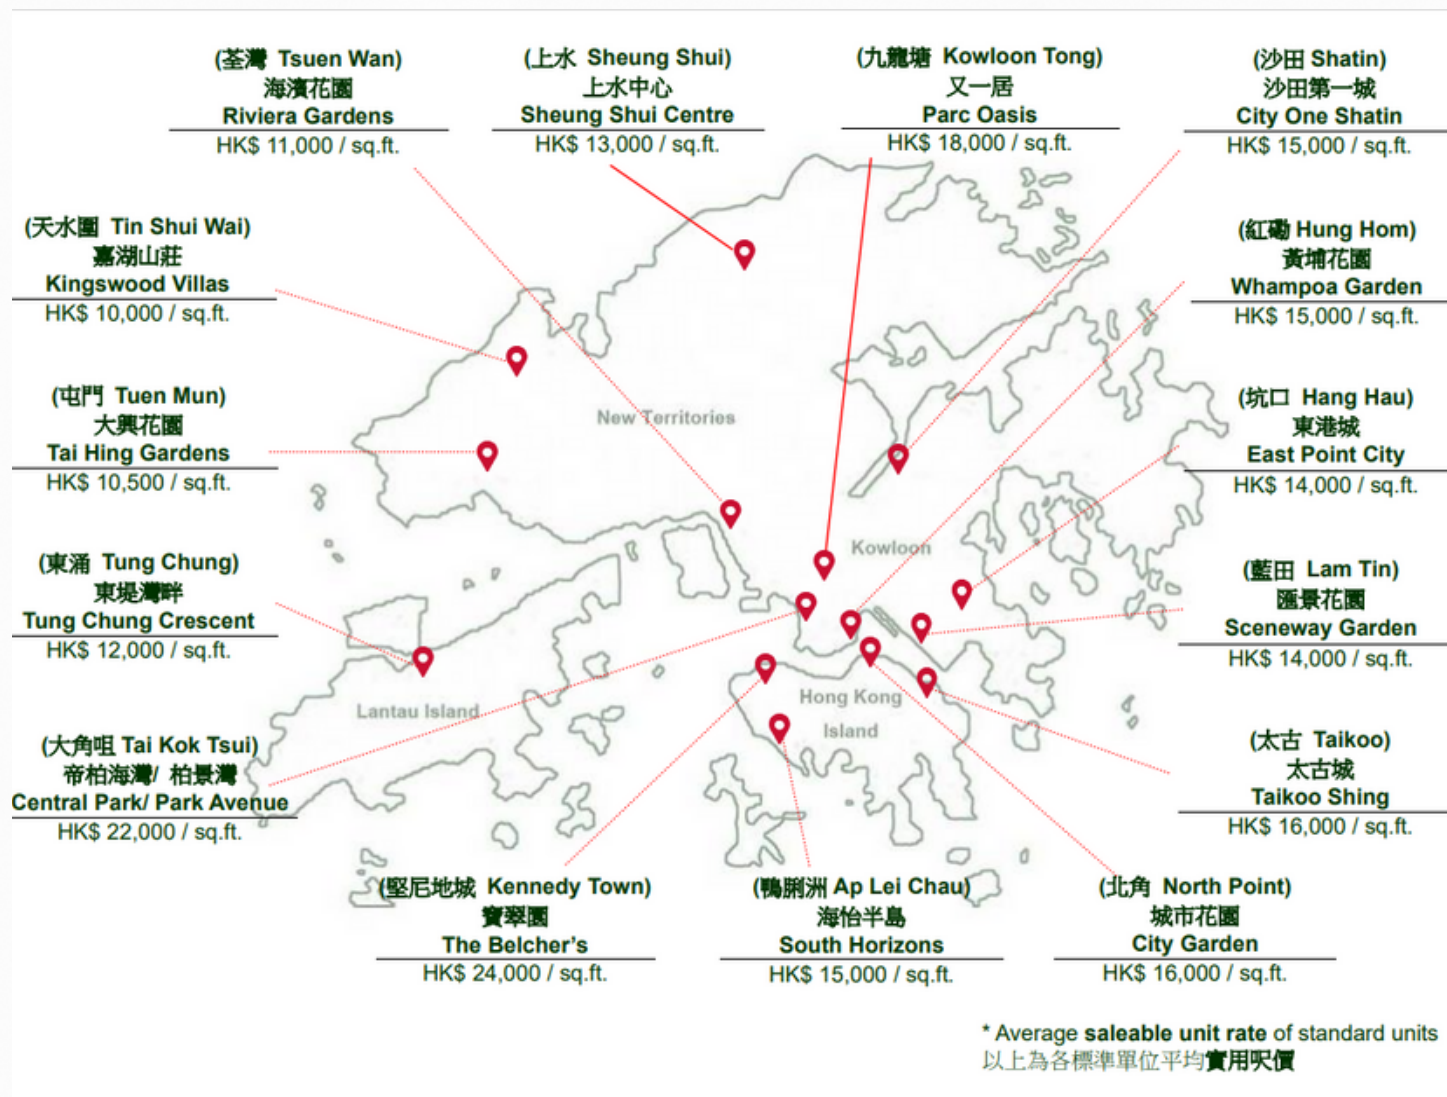 (荃灣 Tsuen Wan)
海濱花園
Riviera Gardens
HK$ 11,000 / sq.ft.
(上水 Sheung Shui)
上水中心
Sheung Shui Centre
HK$ 13,000 / sq.ft.
(九龍塘 Kowloon Tong)
又一居
Parc Oasis
HK$ 18,000 / sq.ft.
(沙田 Shatin)
沙田第一城
City One Shatin
HK$ 15,000 / sq.ft.
(天水圍 Tin Shui Wai)
嘉湖山莊
Kingswood Villas
HK$ 10,000 / sq.ft.
(紅磡 Hung Hom)
黃埔花園
Whampoa Garden
HK$ 15,000 / sq.ft.
(屯門 Tuen Mun)
大興花園
Tai Hing Gardens
HK$ 10,500 / sq.ft.
New Territories
(坑口 Hang Hau)
東港城
East Point City
HK$ 14,000 / sq.ft.
(東涌 Tung Chung)
東堤灣畔
Tung Chung Crescent
HK$ 12,000 / sq.ft.
Kowloon
(藍田 Lam Tin)
匯景花園
Sceneway Garden
HK$ 14,000 / sq.ft.
Lantau Island
Hong Kong
Island
(大角咀 Tai Kok Tsui)
帝柏海灣/ 柏景灣
Central Park/ Park Avenue
HK$ 22,000 / sq.ft.
(太古 Taikoo)
太古城
Taikoo Shing
HK$ 16,000 / sq.ft.
(堅尼地城 Kennedy Town)
寶翠園
The Belcher's
HK$ 24,000 / sq.ft.
(鴨脷洲 Ap Lei Chau)
海怡半島
South Horizons
HK$ 15,000 / sq.ft.
(北角 North Point)
城市花園
City Garden
HK$ 16,000 / sq.ft.
* Average saleable unit rate of standard units
以上為各標準單位平均實用呎價